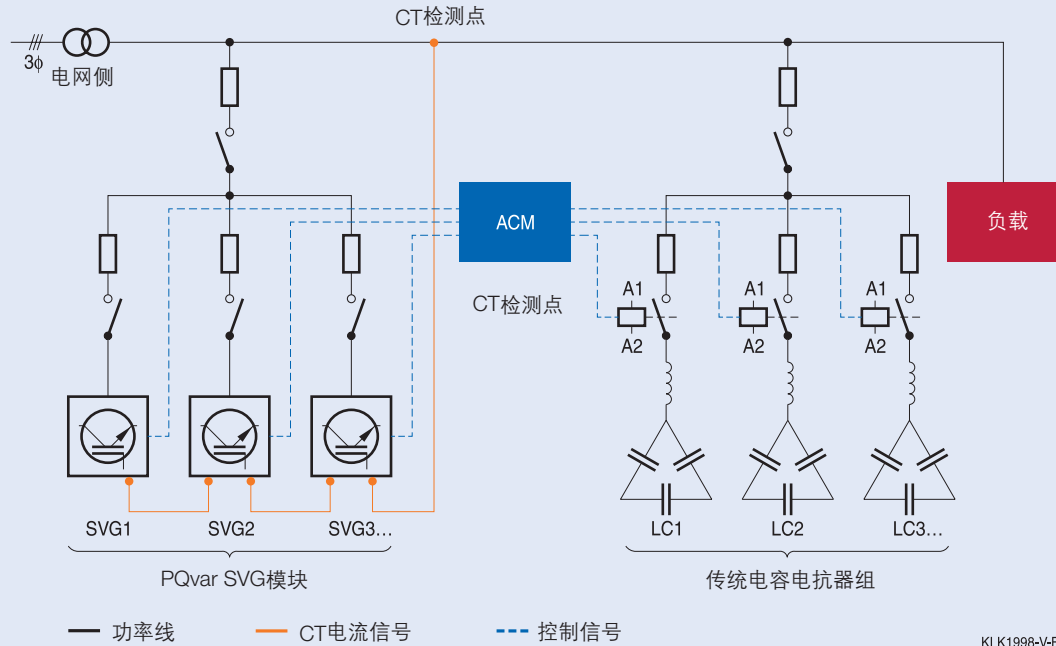 CT检测点
3ϕ
电网侧
ACM
负载
CT检测点
A1
A1
A1
A2
A2
A2
SVG1
SVG2
SVG3...
LC1
LC2
LC3...
PQvar SVG模块
传统电容电抗器组
功率线
CT电流信号
控制信号